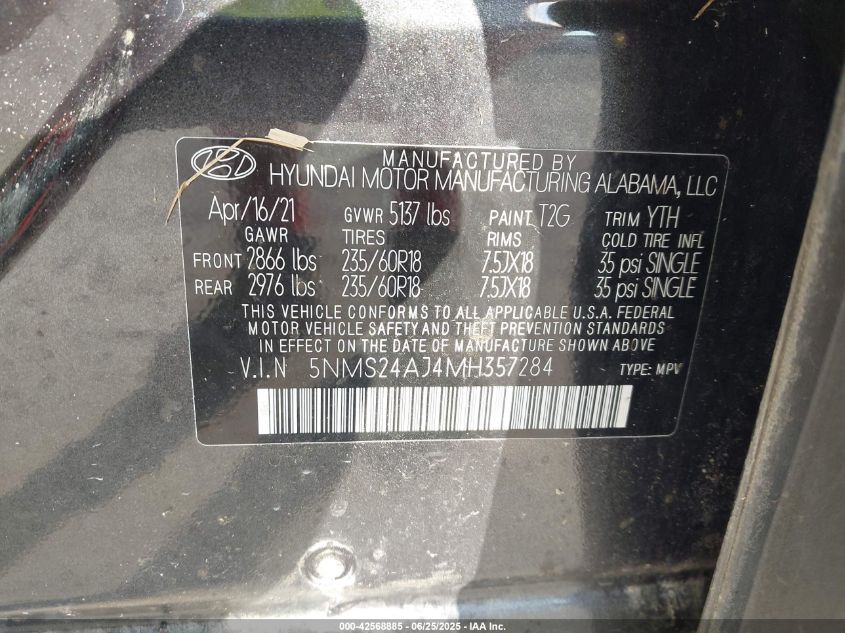 MANUFACTURED BY
HYUNDAI MOTOR MANUFACTURING ALABAMA, LLC
Apr/16/21 GVWR 5137 lbs PAINT T2G TRIM YTH
GAWR TIRES RIMS COLD TIRE INFL
FRONT 2866 lbs 235/60R18 7.5JX18 35 psi SINGLE
REAR 2976 lbs 235/60R18 7.5JX18 35 psi SINGLE
THIS VEHICLE CONFORMS TO ALL APPLICABLE U.S.A. FEDERAL
MOTOR VEHICLE SAFETY AND THEFT PREVENTION STANDARDS
IN EFFECT ON THE DATE OF MANUFACTURE SHOWN ABOVE
V.I.N 5NMS24AJ4MH357284 TYPE: MPV
000-42568885 - 06/25/2025 - IAA Inc.